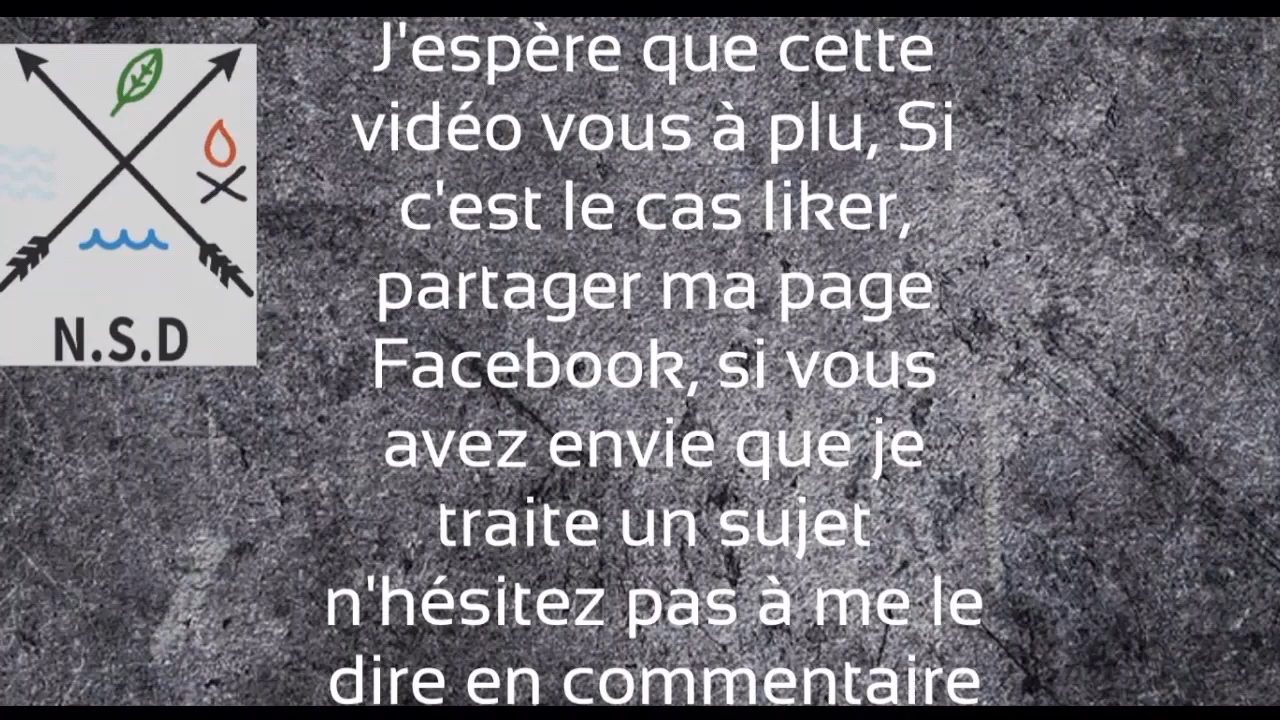 J'espère que cette
vidéo vous à plu, Si
c'est le cas liker,
partager ma page
Facebook, si vous
avez envie que je
traite un sujet
n'hésitez pas à me le
dire en commentaire
N.S.D